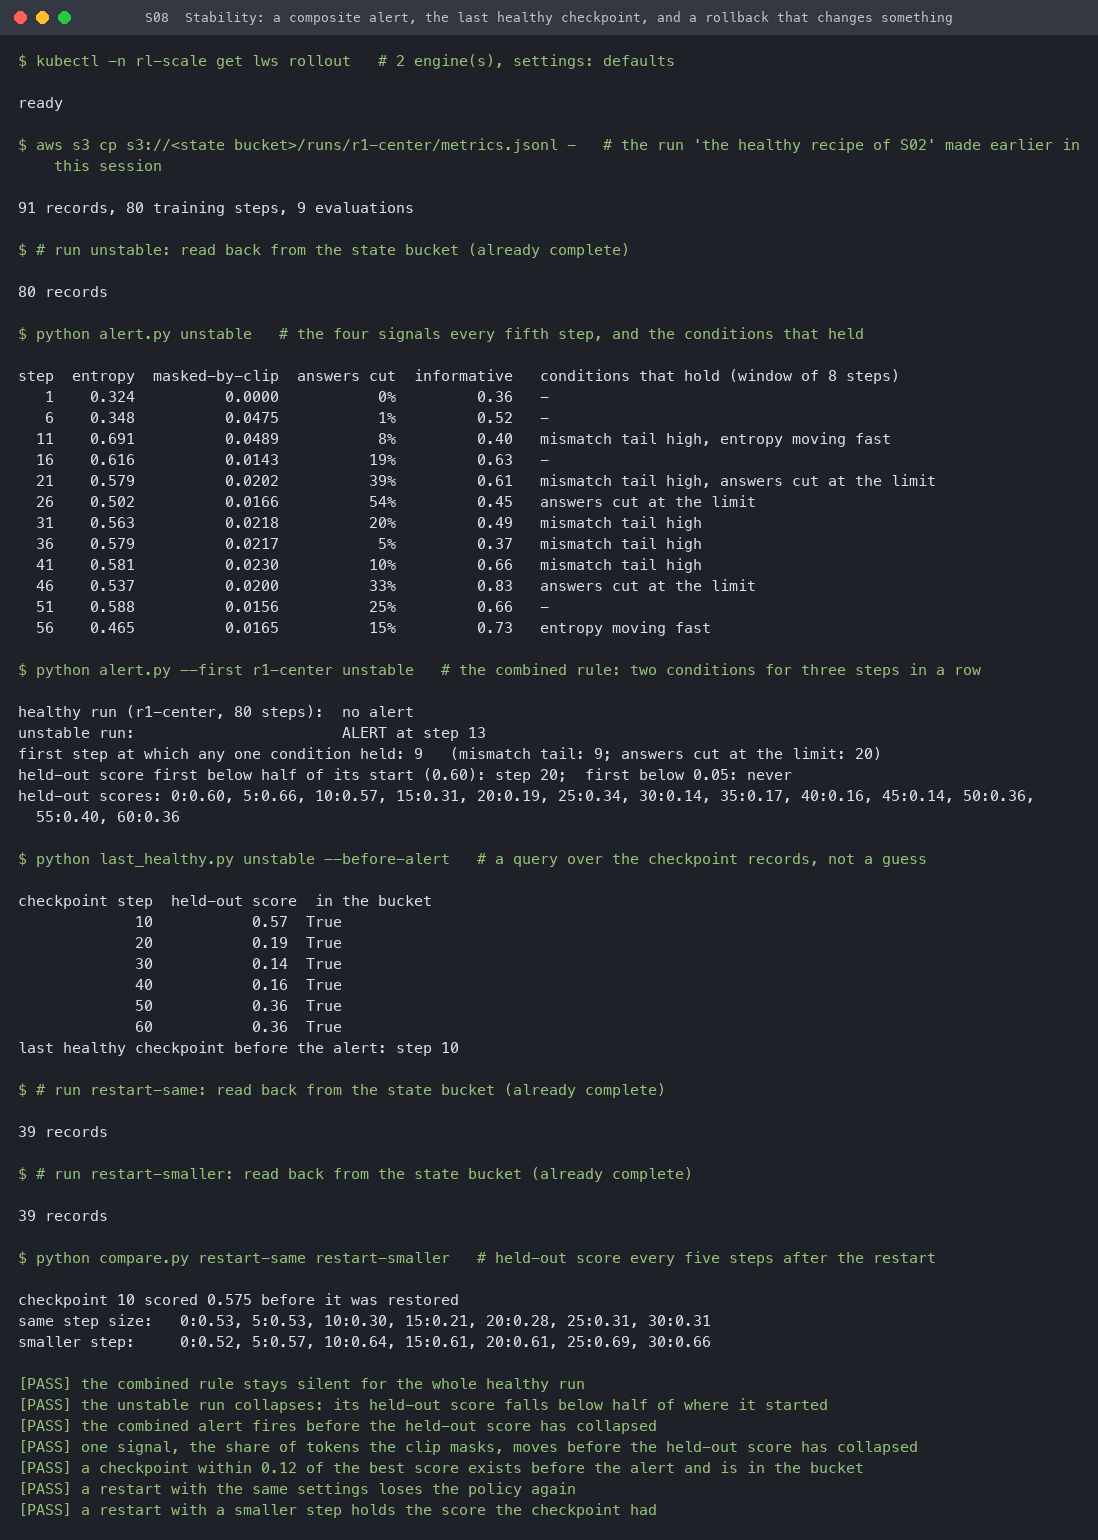 S08  Stability: a composite alert, the last healthy checkpoint, and a rollback that changes something
$ kubectl -n rl-scale get lws rollout   # 2 engine(s), settings: defaults
ready
$ aws s3 cp s3://<state bucket>/runs/r1-center/metrics.jsonl -   # the run 'the healthy recipe of S02' made earlier in
    this session
91 records, 80 training steps, 9 evaluations
$ # run unstable: read back from the state bucket (already complete)
80 records
$ python alert.py unstable   # the four signals every fifth step, and the conditions that held
step  entropy  masked-by-clip  answers cut  informative   conditions that hold (window of 8 steps)
   1    0.324          0.0000           0%         0.36   -
   6    0.348          0.0475           1%         0.52   -
  11    0.691          0.0489           8%         0.40   mismatch tail high, entropy moving fast
  16    0.616          0.0143          19%         0.63   -
  21    0.579          0.0202          39%         0.61   mismatch tail high, answers cut at the limit
  26    0.502          0.0166          54%         0.45   answers cut at the limit
  31    0.563          0.0218          20%         0.49   mismatch tail high
  36    0.579          0.0217           5%         0.37   mismatch tail high
  41    0.581          0.0230          10%         0.66   mismatch tail high
  46    0.537          0.0200          33%         0.83   answers cut at the limit
  51    0.588          0.0156          25%         0.66   -
  56    0.465          0.0165          15%         0.73   entropy moving fast
$ python alert.py --first r1-center unstable   # the combined rule: two conditions for three steps in a row
healthy run (r1-center, 80 steps):  no alert
unstable run:                       ALERT at step 13
first step at which any one condition held: 9   (mismatch tail: 9; answers cut at the limit: 20)
held-out score first below half of its start (0.60): step 20;  first below 0.05: never
held-out scores: 0:0.60, 5:0.66, 10:0.57, 15:0.31, 20:0.19, 25:0.34, 30:0.14, 35:0.17, 40:0.16, 45:0.14, 50:0.36,
  55:0.40, 60:0.36
$ python last_healthy.py unstable --before-alert   # a query over the checkpoint records, not a guess
checkpoint step  held-out score  in the bucket
             10           0.57  True
             20           0.19  True
             30           0.14  True
             40           0.16  True
             50           0.36  True
             60           0.36  True
last healthy checkpoint before the alert: step 10
$ # run restart-same: read back from the state bucket (already complete)
39 records
$ # run restart-smaller: read back from the state bucket (already complete)
39 records
$ python compare.py restart-same restart-smaller   # held-out score every five steps after the restart
checkpoint 10 scored 0.575 before it was restored
same step size:   0:0.53, 5:0.53, 10:0.30, 15:0.21, 20:0.28, 25:0.31, 30:0.31
smaller step:     0:0.52, 5:0.57, 10:0.64, 15:0.61, 20:0.61, 25:0.69, 30:0.66
[PASS] the combined rule stays silent for the whole healthy run
[PASS] the unstable run collapses: its held-out score falls below half of where it started
[PASS] the combined alert fires before the held-out score has collapsed
[PASS] one signal, the share of tokens the clip masks, moves before the held-out score has collapsed
[PASS] a checkpoint within 0.12 of the best score exists before the alert and is in the bucket
[PASS] a restart with the same settings loses the policy again
[PASS] a restart with a smaller step holds the score the checkpoint had